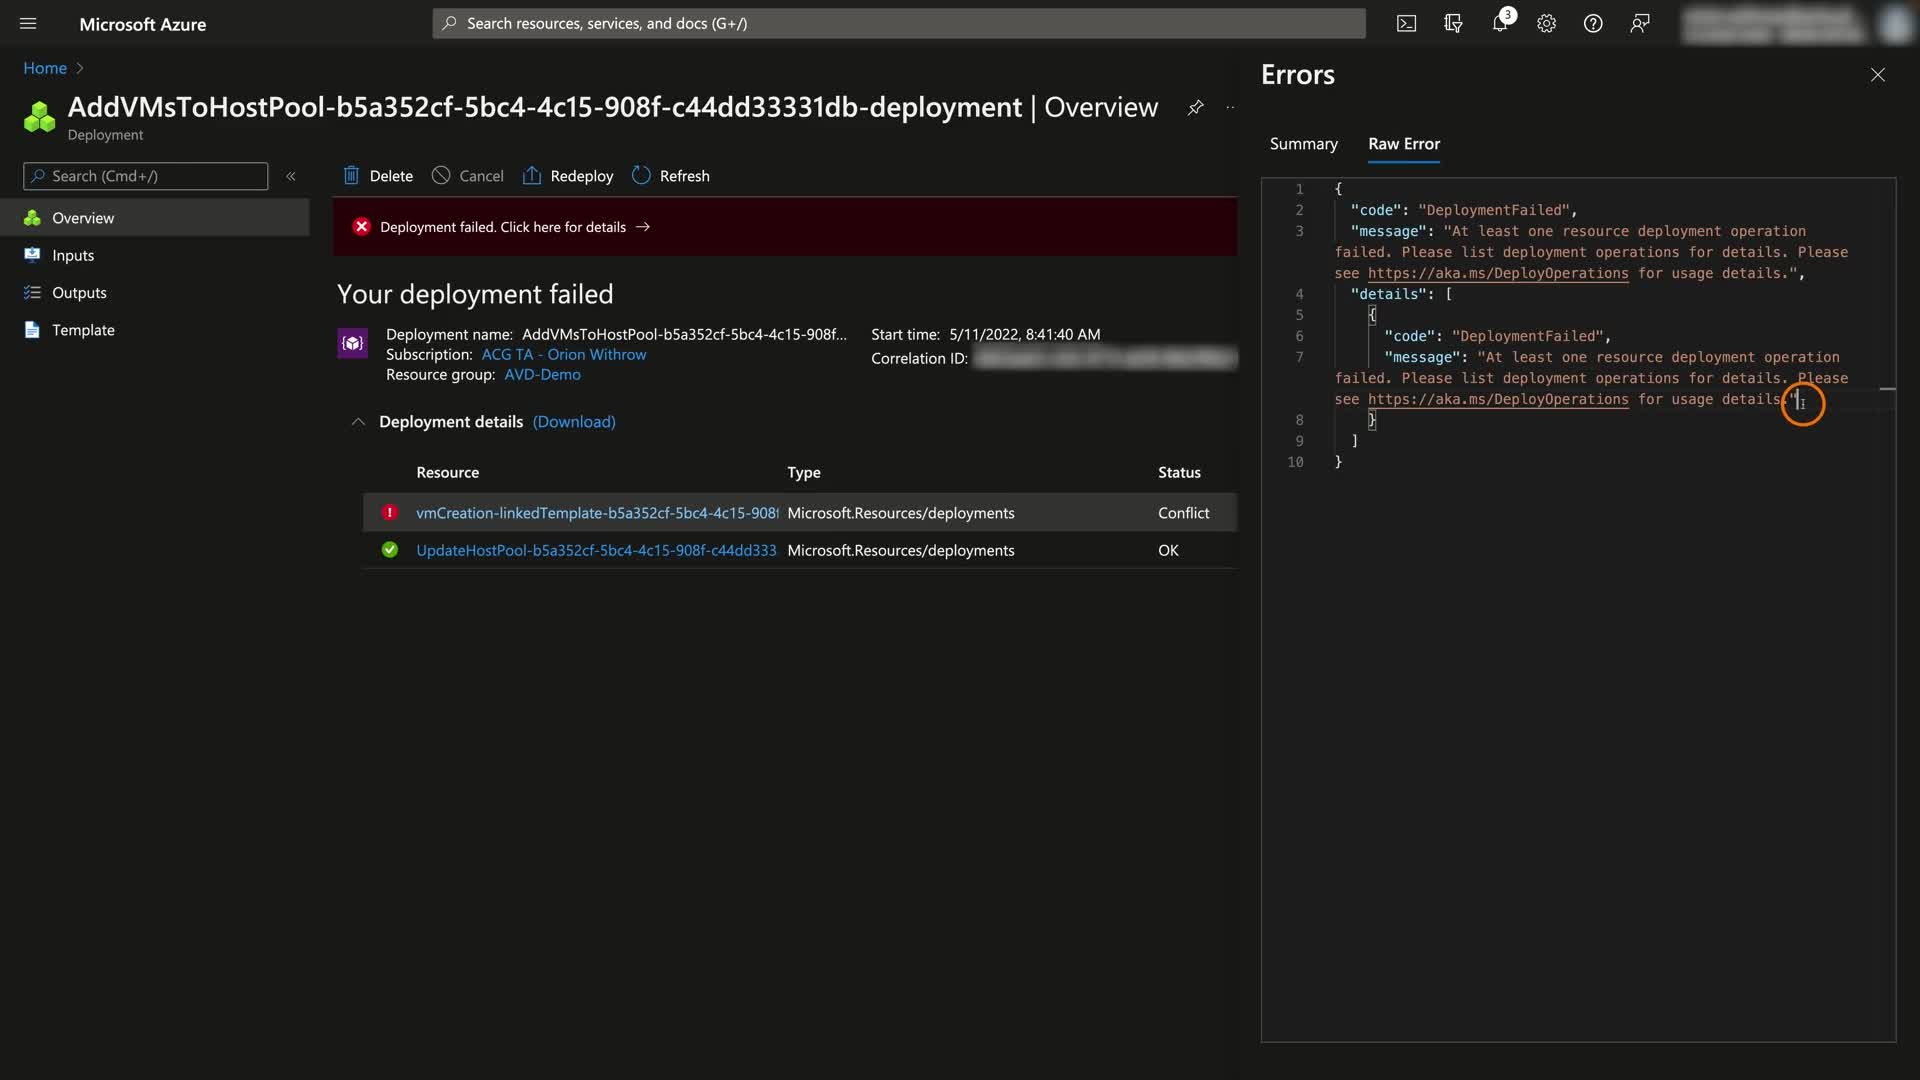 Microsoft Azure
Search resources, services, and docs (G+/)
3
Home
AddVMsToHostPool-b5a352cf-5bc4-4c15-908f-c44dd33331db-deployment | Overview
Deployment
Search (Cmd+/)
«
Overview
Inputs
Outputs
Template
Delete
Cancel
Redeploy
Refresh
Deployment failed. Click here for details →
Your deployment failed
Deployment name: AddVMsToHostPool-b5a352cf-5bc4-4c15-908f...
Subscription: ACG TA - Orion Withrow
Resource group: AVD-Demo
Start time: 5/11/2022, 8:41:40 AM
Correlation ID:
Deployment details (Download)
Resource Type Status
vmCreation-linkedTemplate-b5a352cf-5bc4-4c15-908f Microsoft.Resources/deployments Conflict
UpdateHostPool-b5a352cf-5bc4-4c15-908f-c44dd333 Microsoft.Resources/deployments OK
Errors
Summary Raw Error
1 {
2 "code": "DeploymentFailed",
3 "message": "At least one resource deployment operation
failed. Please list deployment operations for details. Please
see https://aka.ms/DeployOperations for usage details.",
4 "details": [
5 {
6 "code": "DeploymentFailed",
7 "message": "At least one resource deployment operation
failed. Please list deployment operations for details. Please
see https://aka.ms/DeployOperations for usage details."
8 }
9 ]
10 }